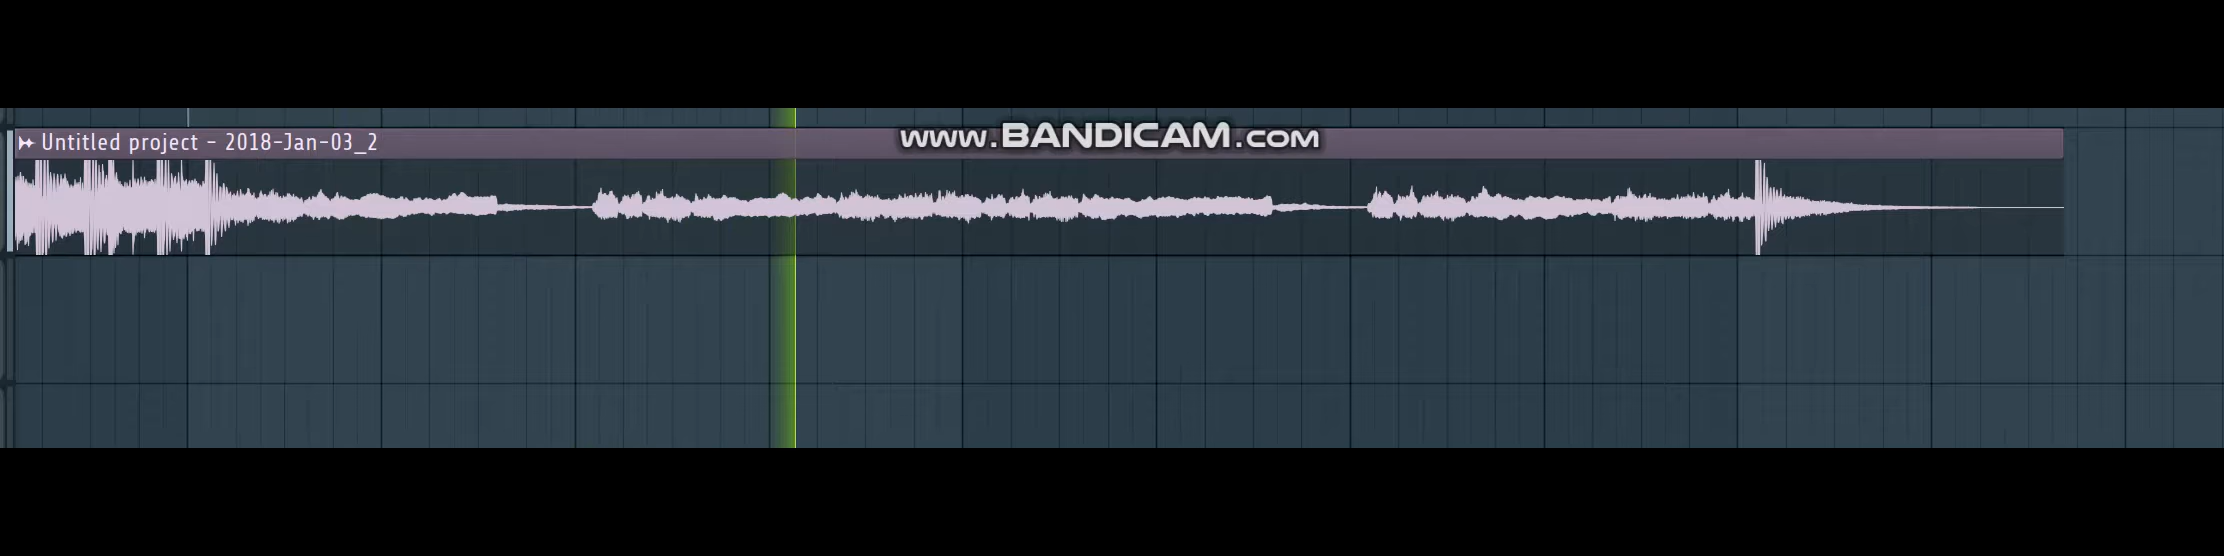 Untitled project - 2018-Jan-03_2
www.BANDICAM.com